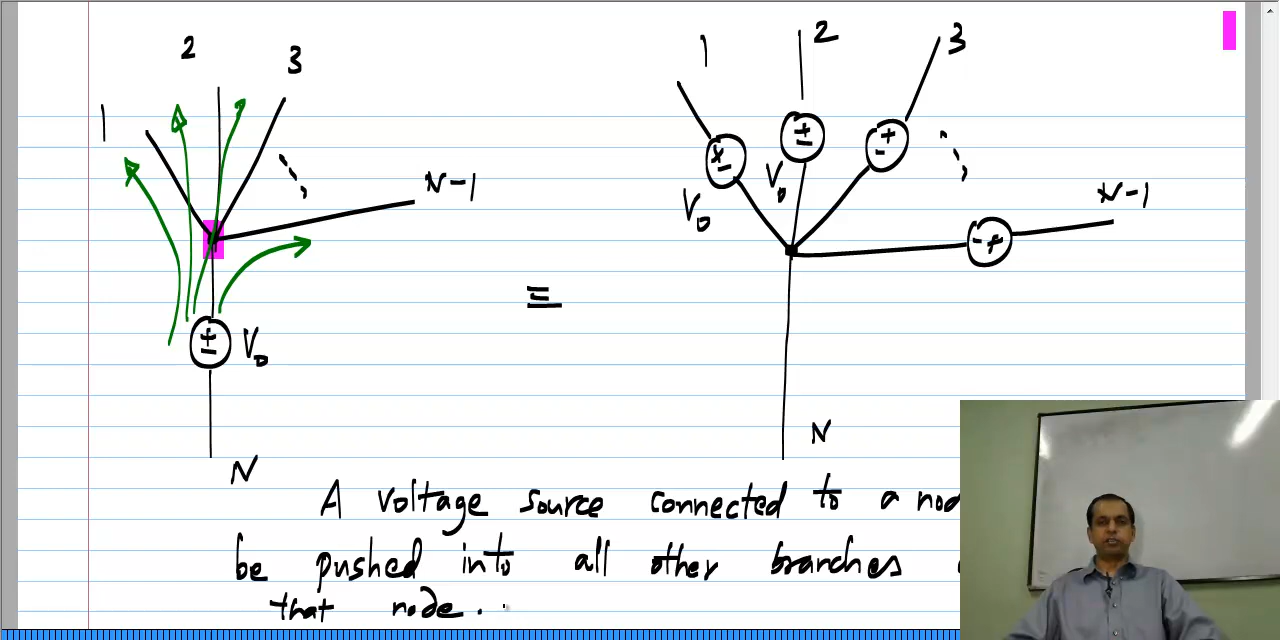 1 2 3 N-1
V0
N
≡
1 2 3 N-1
V0 V0
N
A voltage source connected to a
be pushed into all other branches
that node.